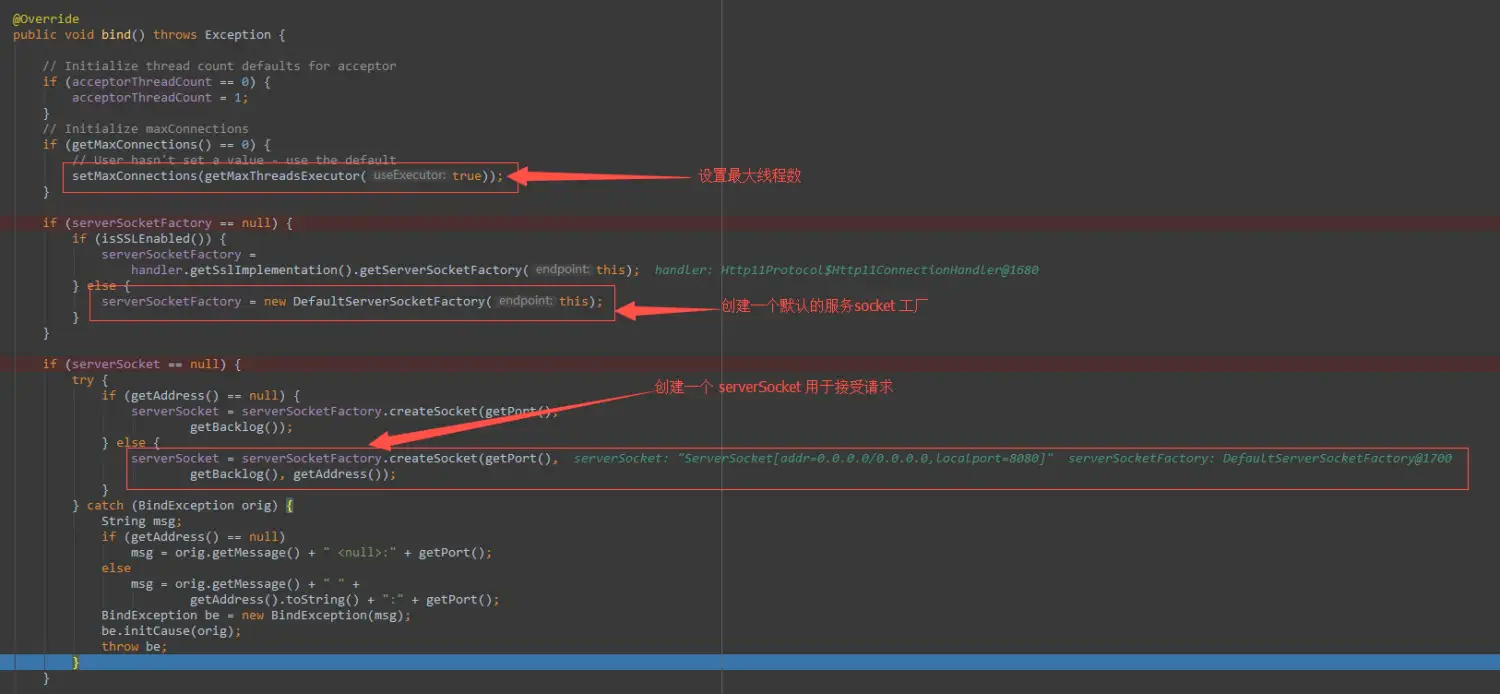 @Override
public void bind() throws Exception {
// Initialize thread count defaults for acceptor
if (acceptorThreadCount == 0) {
acceptorThreadCount = 1;
}
// Initialize maxConnections
if (getMaxConnections() == 0) {
// User hasn't set a value - use the default
setMaxConnections(getMaxThreadsExecutor( useExecutor: true)); 设置最大线程数
}
if (serverSocketFactory == null) {
if (isSSLEnabled()) {
serverSocketFactory =
handler.getSslImplementation().getServerSocketFactory( endpoint: this); handler: Http11Protocol$Http11ConnectionHandler@1680
} else {
serverSocketFactory = new DefaultServerSocketFactory( endpoint: this); 创建一个默认的服务socket 工厂
}
}
if (serverSocket == null) {
try {
创建一个 serverSocket 用于接受请求
if (getAddress() == null) {
serverSocket = serverSocketFactory.createSocket(getPort(),
getBacklog());
} else {
serverSocket = serverSocketFactory.createSocket(getPort(), serverSocket: "ServerSocket[addr=0.0.0.0/0.0.0.0,localport=8080]" serverSocketFactory: DefaultServerSocketFactory@1700
getBacklog(), getAddress());
}
} catch (BindException orig) {
String msg;
if (getAddress() == null)
msg = orig.getMessage() + " <null>:" + getPort();
else
msg = orig.getMessage() + " " +
getAddress().toString() + ":" + getPort();
BindException be = new BindException(msg);
be.initCause(orig);
throw be;
}
}